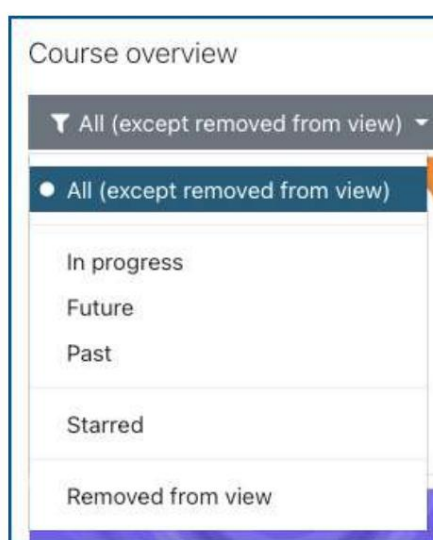 Course overview
All (except removed from view)
All (except removed from view)
In progress
Future
Past
Starred
Removed from view